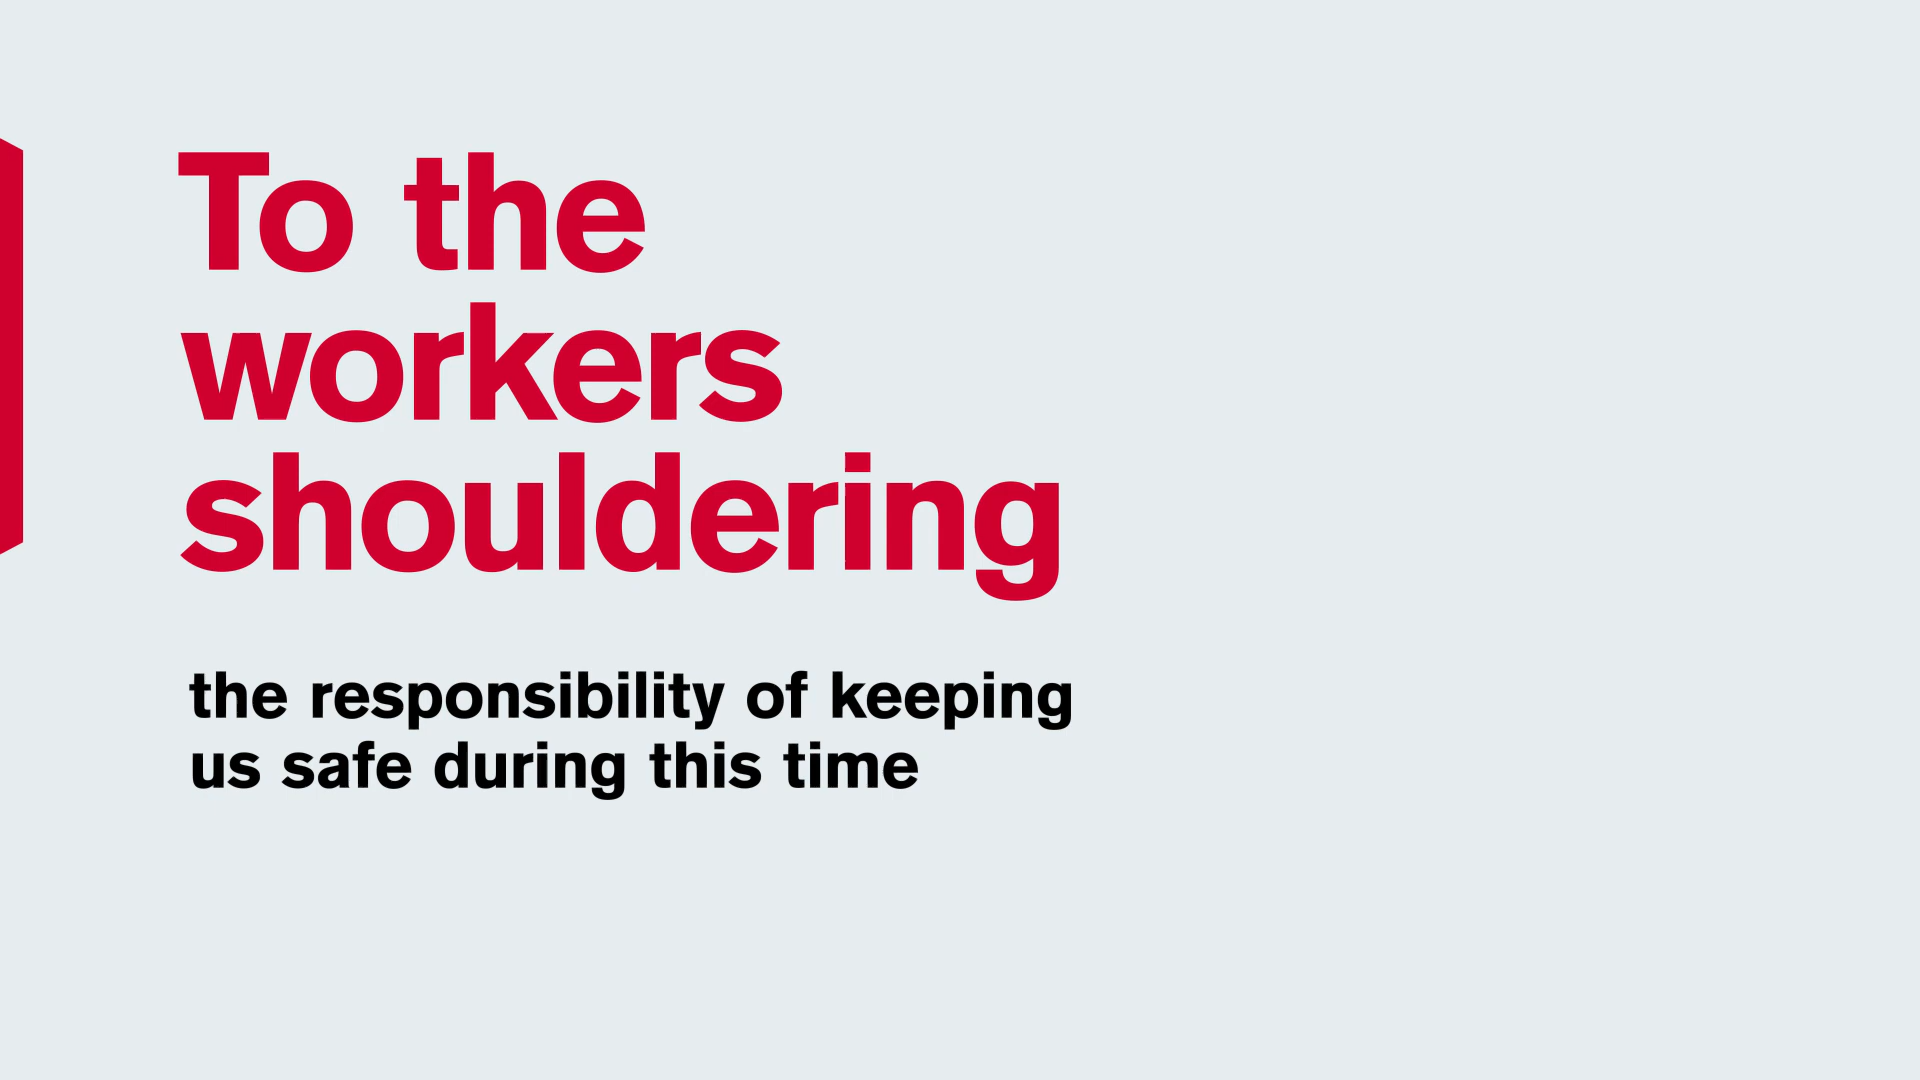 To the
workers
shouldering
the responsibility of keeping
us safe during this time